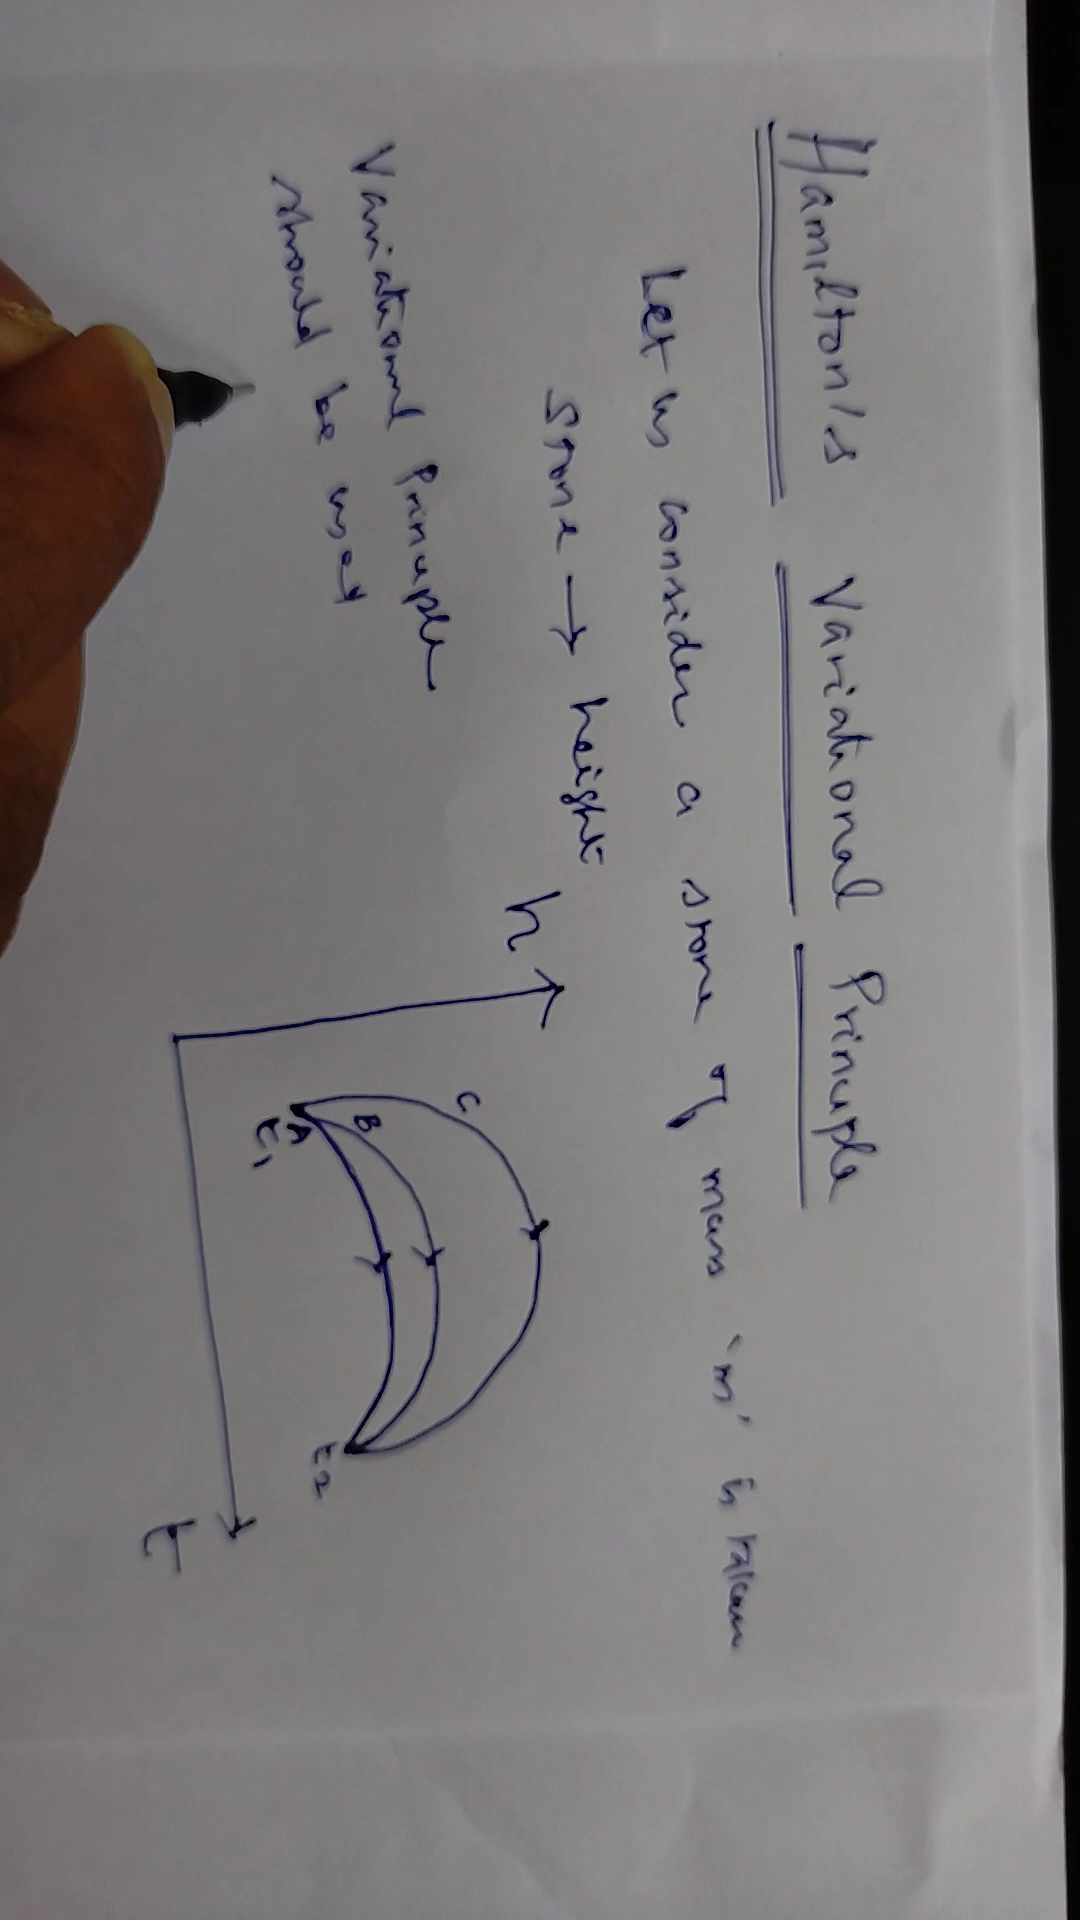 Hamilton's Variational Principle
Let us consider a stone of mass 'm' is taken
Stone → height
Variational Principle
should be used
h
C
B
A
t1
t2
t